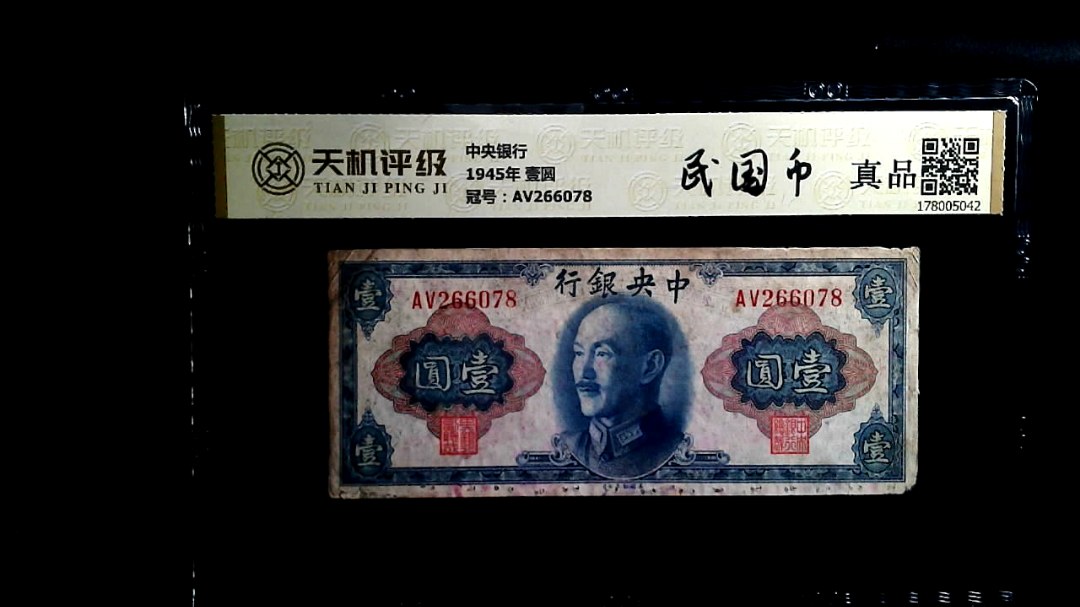 天机评级
TIAN JI PING JI
中央银行
1945年 壹圆
冠号：AV266078
民国币
真品
178005042
行銀央中
壹
壹
AV266078
AV266078
圓壹
圓壹
壹
壹